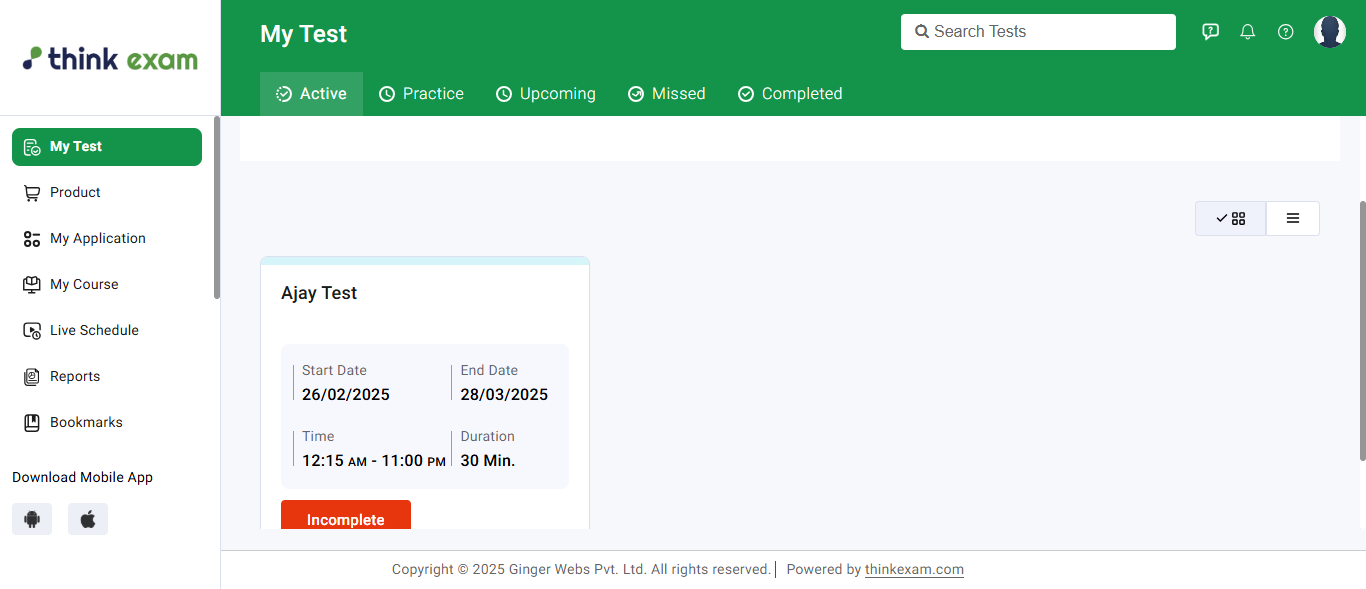 think exam
My Test
Search Tests
Active
Practice
Upcoming
Missed
Completed
My Test
Product
My Application
My Course
Live Schedule
Reports
Bookmarks
Download Mobile App
Ajay Test
Start Date
26/02/2025
End Date
28/03/2025
Time
12:15 AM - 11:00 PM
Duration
30 Min.
Incomplete
Copyright © 2025 Ginger Webs Pvt. Ltd. All rights reserved. | Powered by thinkexam.com